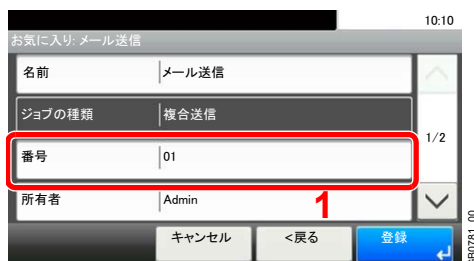 10:10
お気に入り: メール送信
名前 メール送信
ジョブの種類 複合送信
1/2
番号 01
所有者 Admin
1
キャンセル <戻る 登録